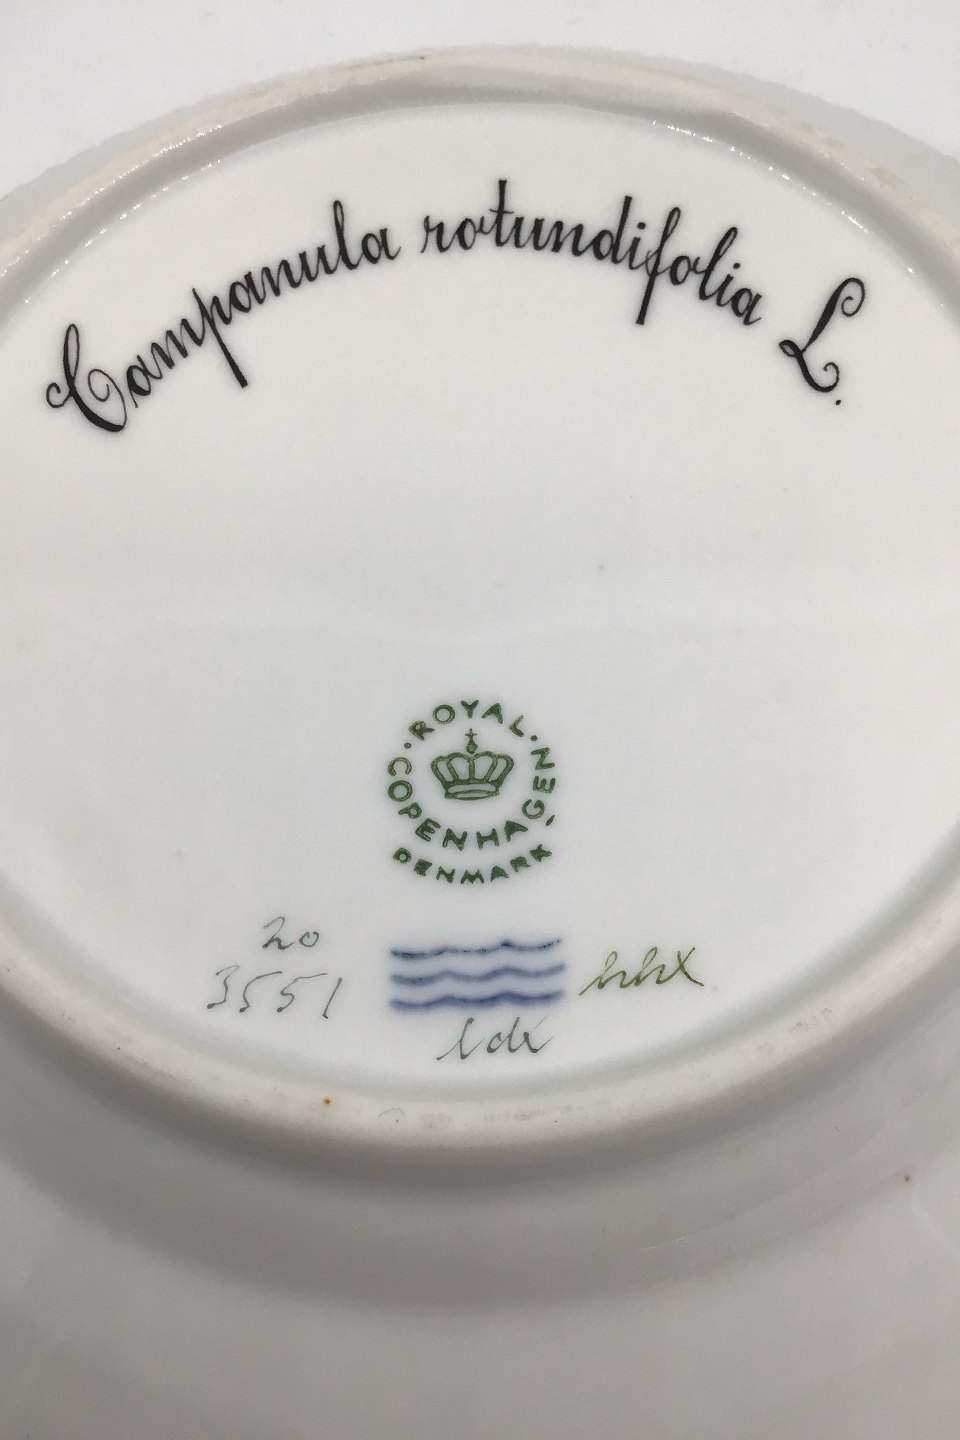 Campanula rotundifolia L.
ROYAL
COPENHAGEN
DENMARK
20
3551